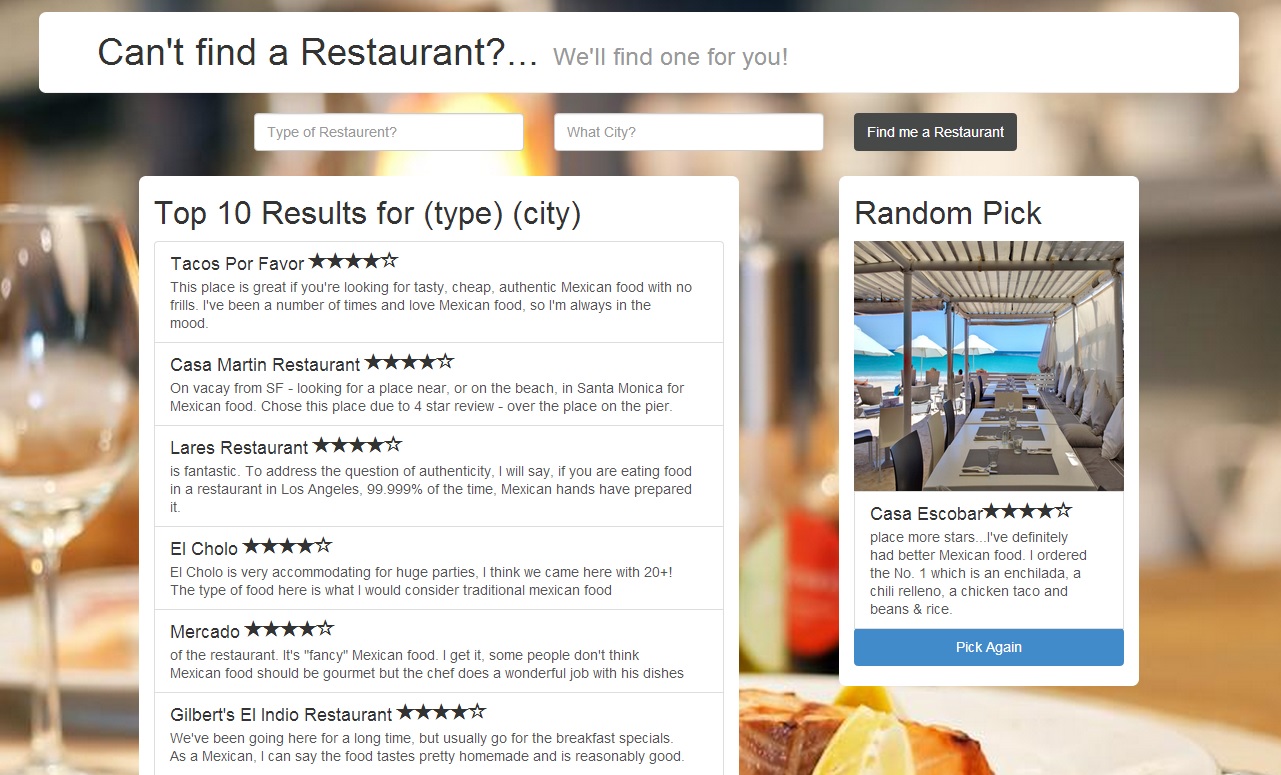 Can't find a Restaurant?... We'll find one for you!
Type of Restaurent?
What City?
Find me a Restaurant
Top 10 Results for (type) (city)
Tacos Por Favor ★★★★☆
This place is great if you're looking for tasty, cheap, authentic Mexican food with no
frills. I've been a number of times and love Mexican food, so I'm always in the
mood.
Casa Martin Restaurant ★★★★☆
On vacay from SF - looking for a place near, or on the beach, in Santa Monica for
Mexican food. Chose this place due to 4 star review - over the place on the pier.
Lares Restaurant ★★★★☆
is fantastic. To address the question of authenticity, I will say, if you are eating food
in a restaurant in Los Angeles, 99.999% of the time, Mexican hands have prepared
it.
El Cholo ★★★★☆
El Cholo is very accommodating for huge parties, I think we came here with 20+!
The type of food here is what I would consider traditional mexican food
Mercado ★★★★☆
of the restaurant. It's "fancy" Mexican food. I get it, some people don't think
Mexican food should be gourmet but the chef does a wonderful job with his dishes
Gilbert's El Indio Restaurant ★★★★☆
We've been going here for a long time, but usually go for the breakfast specials.
As a Mexican, I can say the food tastes pretty homemade and is reasonably good.
Random Pick
Casa Escobar★★★★☆
place more stars...I've definitely
had better Mexican food. I ordered
the No. 1 which is an enchilada, a
chili relleno, a chicken taco and
beans & rice.
Pick Again